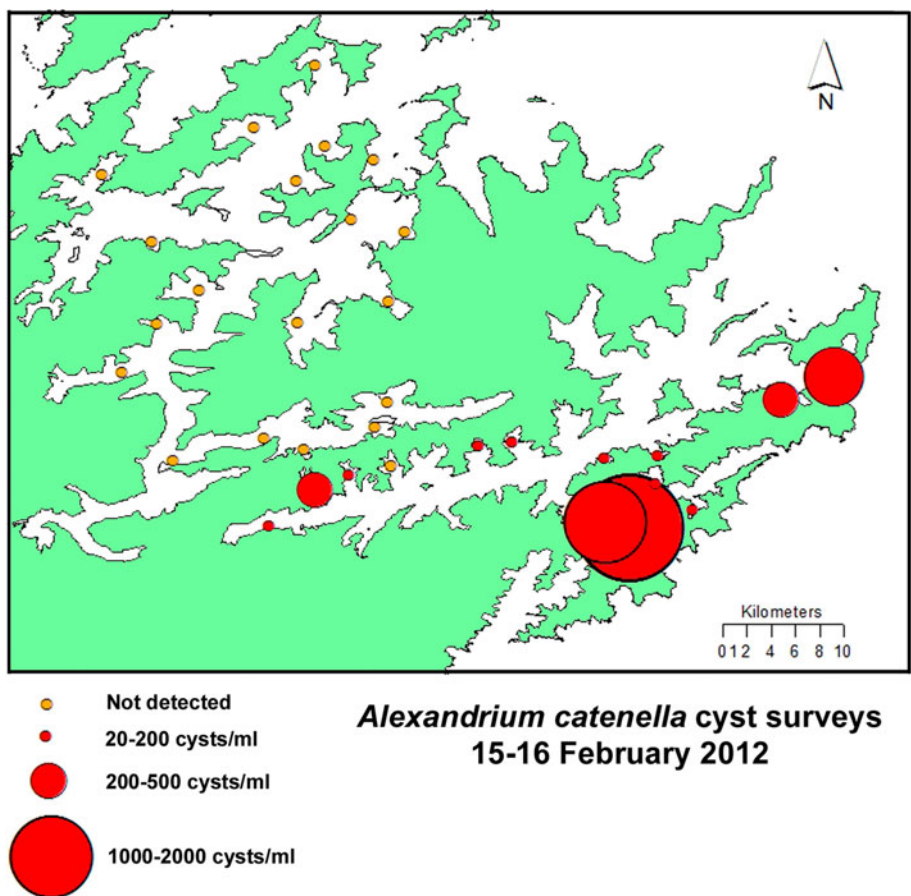 N
Kilometers
0 1 2 4 6 8 10
Not detected
20-200 cysts/ml
200-500 cysts/ml
1000-2000 cysts/ml
Alexandrium catenella cyst surveys
15-16 February 2012